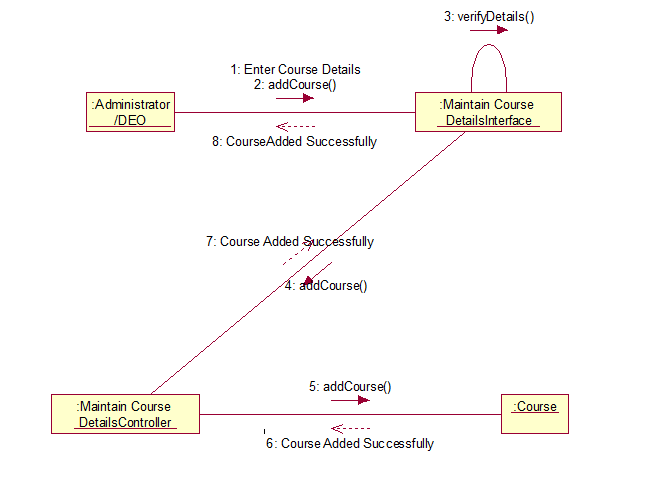 3: verifyDetails()
1: Enter Course Details
2: addCourse()
:Administrator
/DEO
:Maintain Course
DetailsInterface
8: CourseAdded Successfully
7: Course Added Successfully
4: addCourse()
5: addCourse()
:Maintain Course
DetailsController
:Course
6: Course Added Successfully